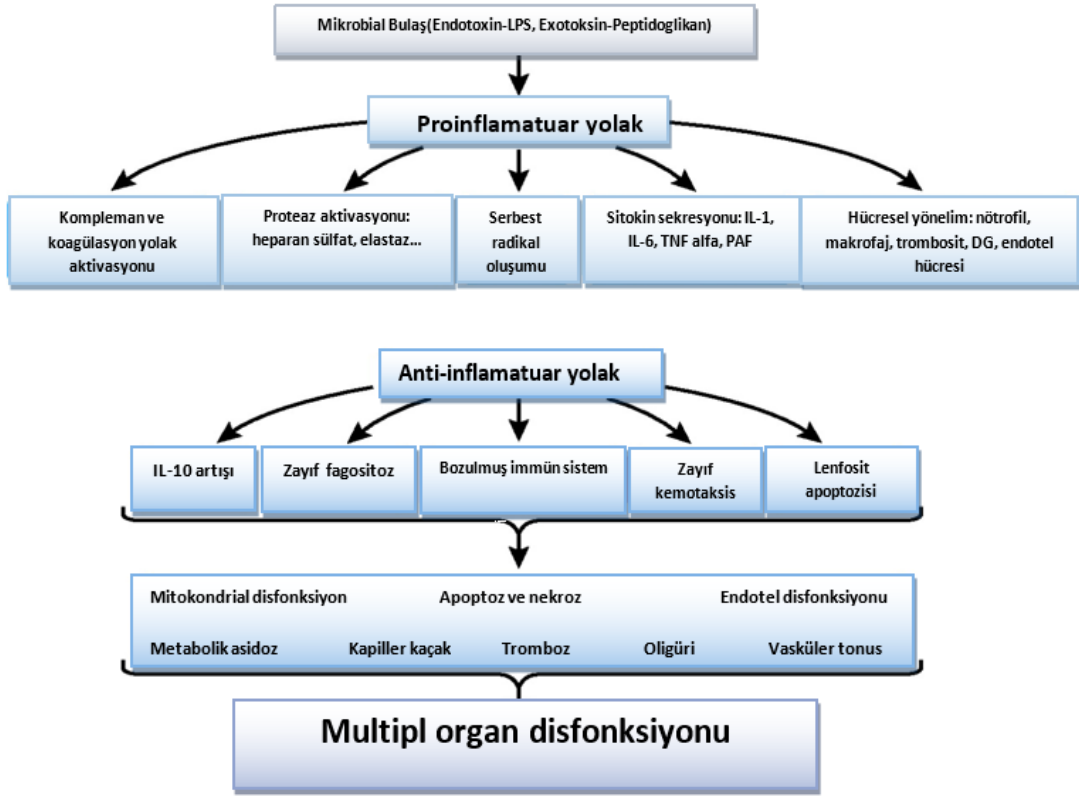 Mikrobial Bulaş(Endotoxin-LPS, Exotoksin-Peptidoglikan)
Proinflamatuar yolak
Kompleman ve
koagülasyon yolak
aktivasyonu
Proteaz aktivasyonu:
heparan sülfat, elastaz...
Serbest
radikal
oluşumu
Sitokin sekresyonu: IL-1,
IL-6, TNF alfa, PAF
Hücresel yönelim: nötrofil,
makrofaj, trombosit, DG, endotel
hücresi
Anti-inflamatuar yolak
IL-10 artışı
Zayıf fagositoz
Bozulmuş immün sistem
Zayıf
kemotaksis
Lenfosit
apoptozisi
Mitokondrial disfonksiyon Apoptoz ve nekroz Endotel disfonksiyonu
Metabolik asidoz Kapiller kaçak Tromboz Oligüri Vasküler tonus
Multipl organ disfonksiyonu